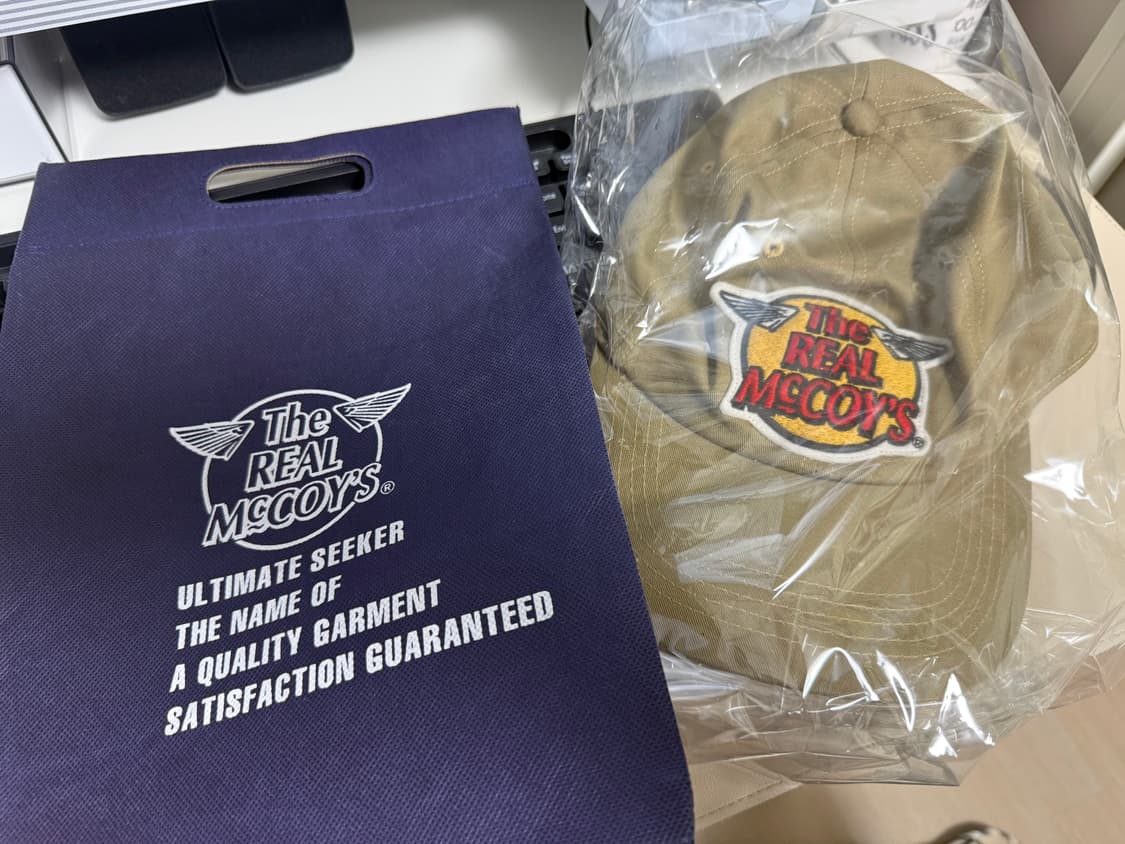 The
REAL
McCOY'S®
ULTIMATE SEEKER
THE NAME OF
A QUALITY GARMENT
SATISFACTION GUARANTEED
The
REAL
McCOY'S®